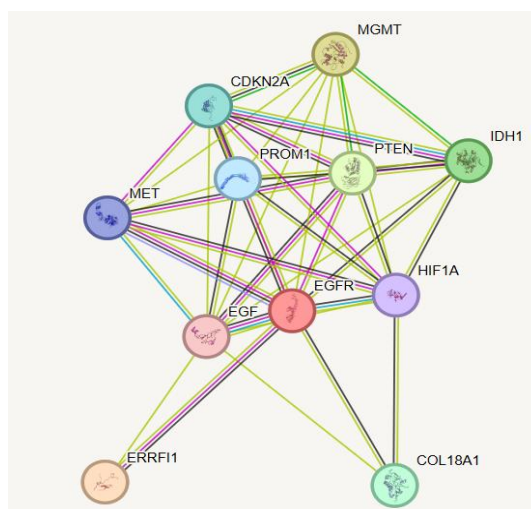 MGMT
CDKN2A
PROM1
PTEN
IDH1
MET
HIF1A
EGFR
EGF
ERRFI1
COL18A1